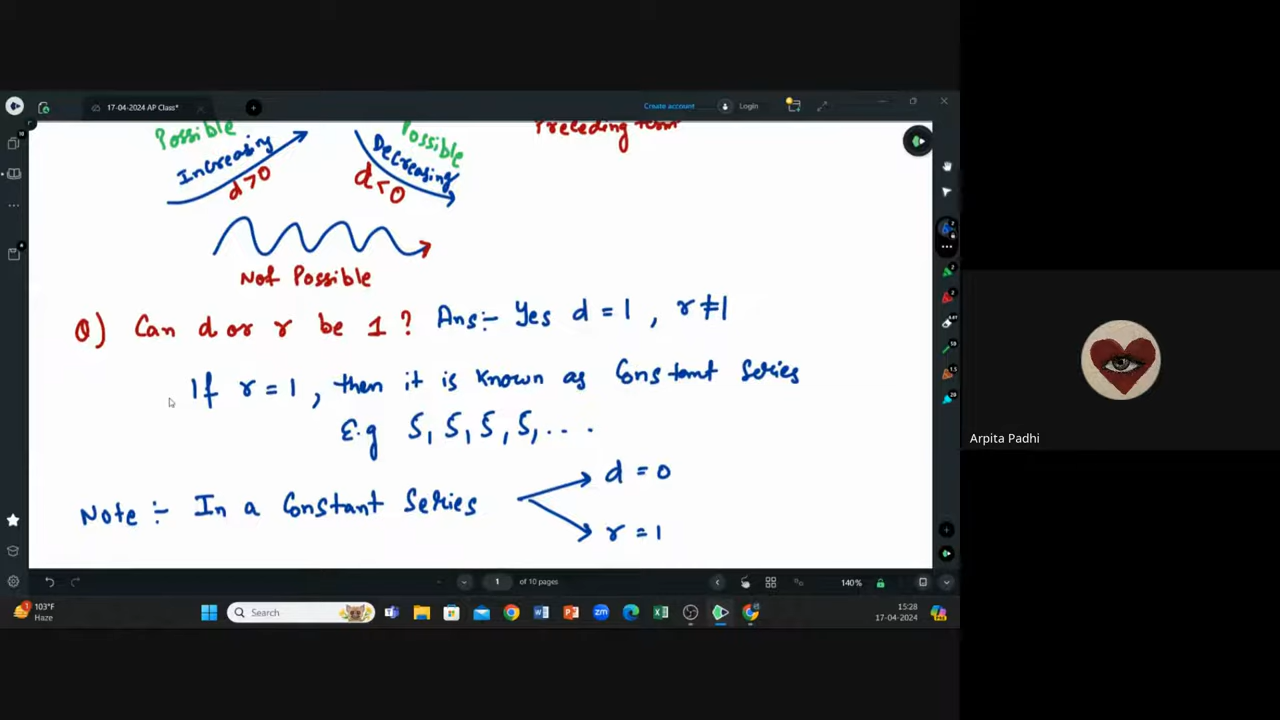 17-04-2024 AP Class*
Create account
Login
Possible
Increasing
d>0
Possible
Decreasing
d<0
Preceding term
Not Possible
Q) Can d or r be 1 ? Ans:- Yes d = 1 , r ≠ 1
If r = 1 , then it is known as Constant Series
E.g 5, 5, 5, 5, ...
Note :- In a Constant Series
d = 0
r = 1
Arpita Padhi
1 of 10 pages
140%
103°F
Haze
Search
15:28
17-04-2024